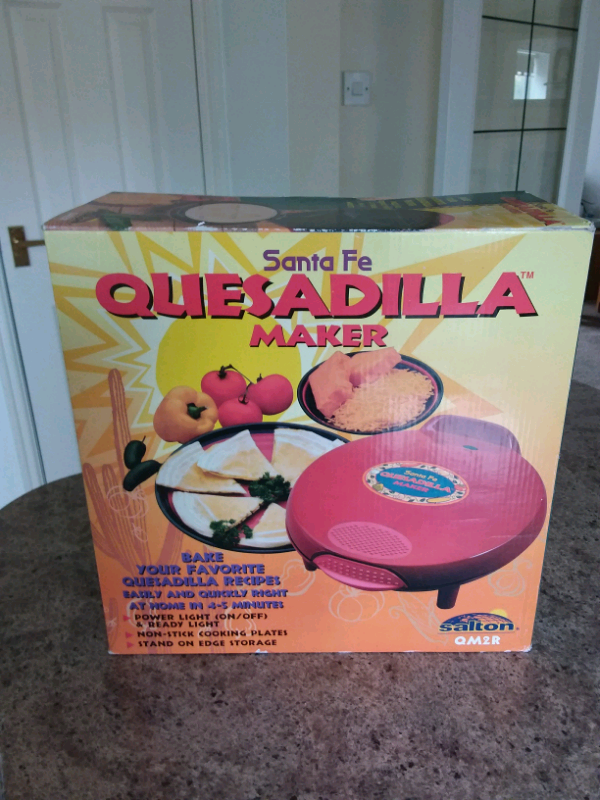 Santa Fe
QUESADILLA™
MAKER
Santa Fe
QUESADILLA
MAKER
BAKE
YOUR FAVORITE
QUESADILLA RECIPES
EASILY AND QUICKLY RIGHT
AT HOME IN 4-5 MINUTES
POWER LIGHT (ON/OFF)
& READY LIGHT
NON-STICK COOKING PLATES
STAND ON EDGE STORAGE
salton®
QM2R